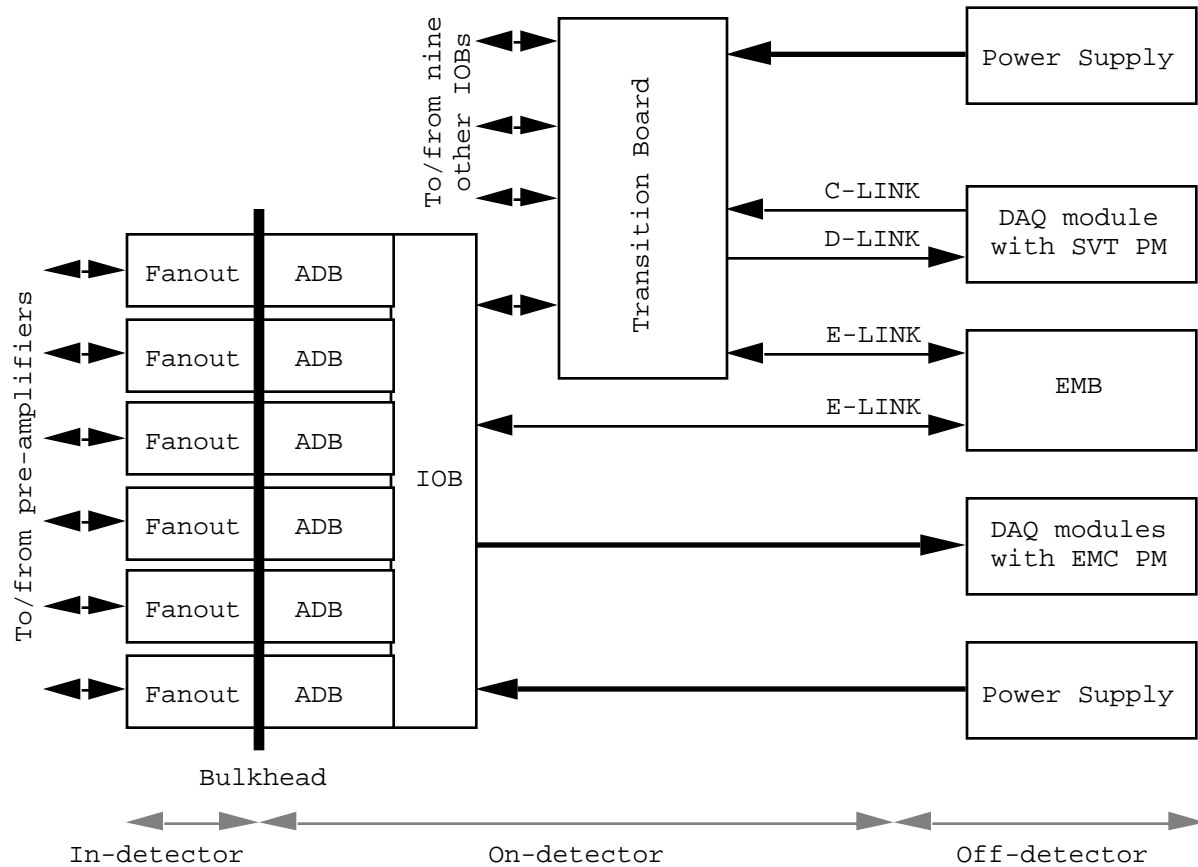 To/from nine
other IOBs
Transition Board
Power Supply
C-LINK
D-LINK
DAQ module
with SVT PM
E-LINK
E-LINK
EMB
To/from pre-amplifiers
Fanout ADB
Fanout ADB
Fanout ADB
Fanout ADB
Fanout ADB
Fanout ADB
IOB
DAQ modules
with EMC PM
Power Supply
Bulkhead
In-detector
On-detector
Off-detector